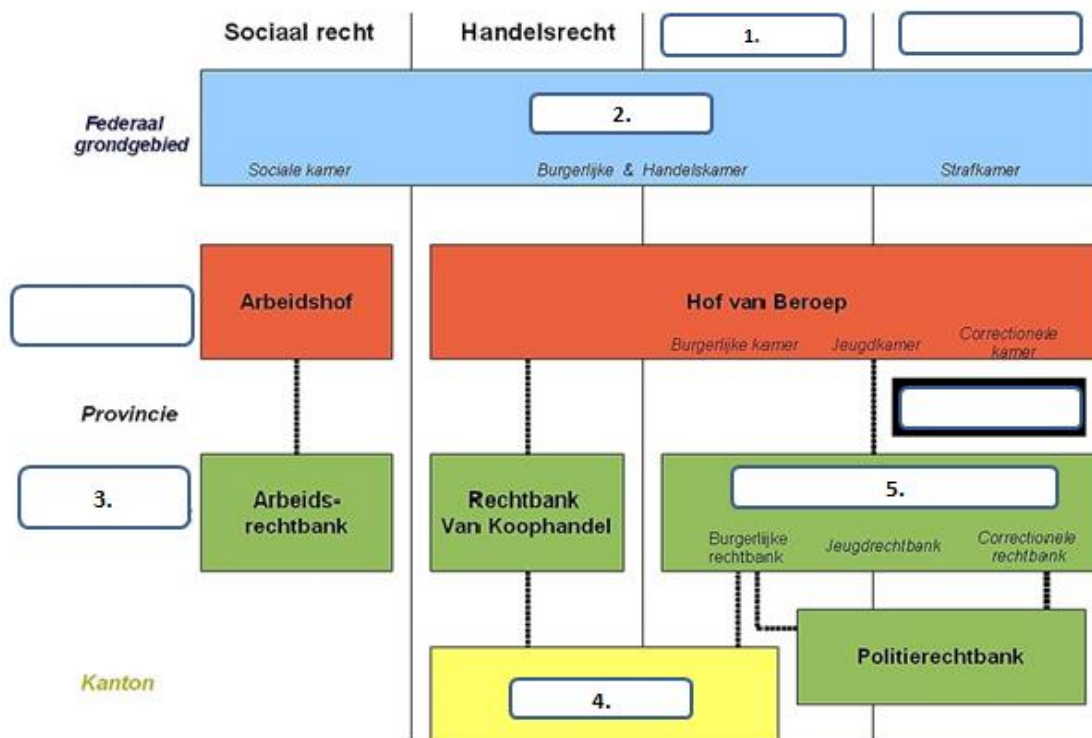 Sociaal recht
Handelsrecht
1.
Federaal
grondgebied
2.
Sociale kamer
Burgerlijke & Handelskamer
Strafkamer
Arbeidshof
Hof van Beroep
Burgerlijke kamer
Jeugdkamer
Correctionele
kamer
Provincie
3.
Arbeids-
rechtbank
Rechtbank
Van Koophandel
5.
Burgerlijke
rechtbank
Jeugdrechtbank
Correctionele
rechtbank
Politierechtbank
Kanton
4.